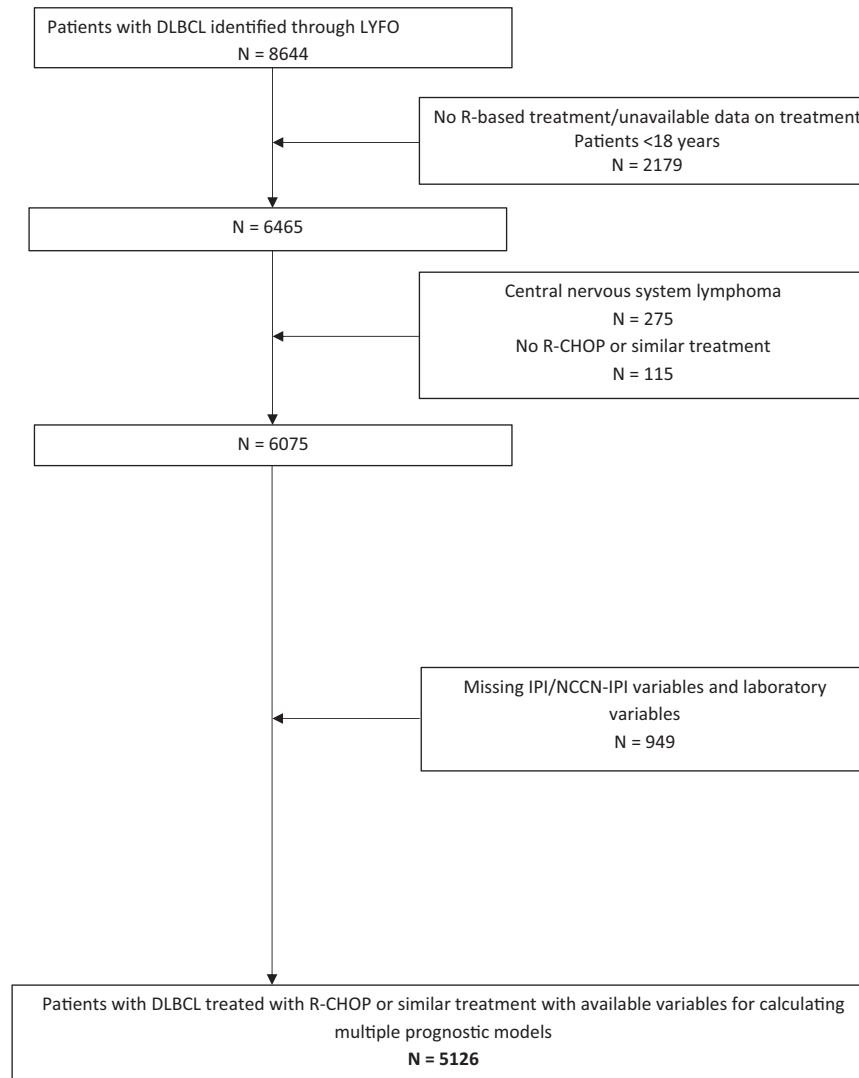 Patients with DLBCL identified through LYFO
N = 8644
No R-based treatment/unavailable data on treatment
Patients <18 years
N = 2179
N = 6465
Central nervous system lymphoma
N = 275
No R-CHOP or similar treatment
N = 115
N = 6075
Missing IPI/NCCN-IPI variables and laboratory
variables
N = 949
Patients with DLBCL treated with R-CHOP or similar treatment with available variables for calculating
multiple prognostic models
N = 5126